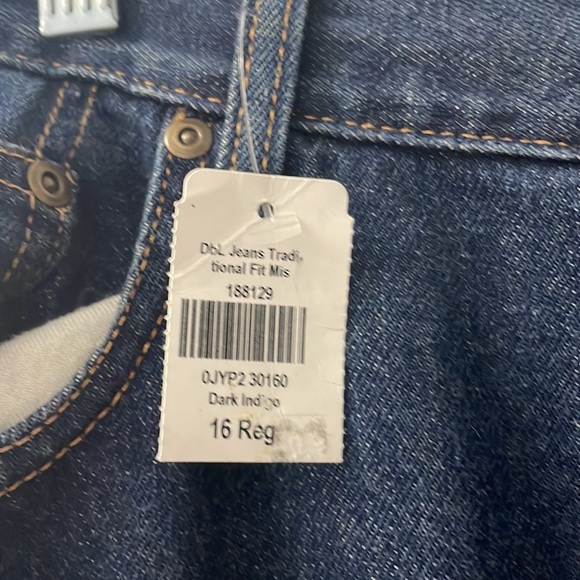 DbL Jeans Tradi
tional Fit Mis
188129
0JYP2 30160
Dark Indigo
16 Reg